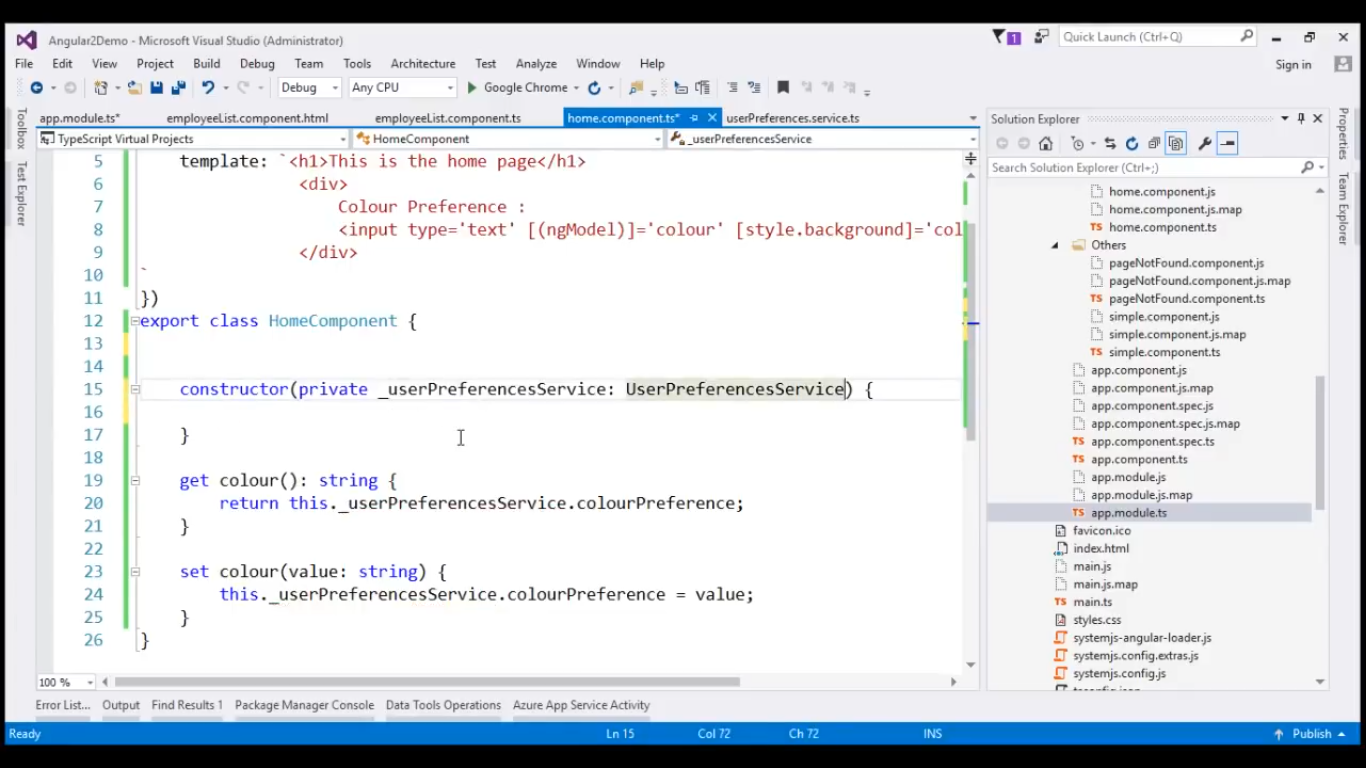 Angular2Demo - Microsoft Visual Studio (Administrator)
1
Quick Launch (Ctrl+Q)
File Edit View Project Build Debug Team Tools Architecture Test Analyze Window Help
Sign in
Debug Any CPU Google Chrome
Toolbox
Test Explorer
app.module.ts* employeeList.component.html employeeList.component.ts home.component.ts* userPreferences.service.ts
TypeScript Virtual Projects HomeComponent _userPreferencesService
5 template: `<h1>This is the home page</h1>
6 <div>
7 Colour Preference :
8 <input type='text' [(ngModel)]='colour' [style.background]='col
9 </div>
10 `
11 })
12 export class HomeComponent {
13
14
15 constructor(private _userPreferencesService: UserPreferencesService) {
16
17 }
18
19 get colour(): string {
20 return this._userPreferencesService.colourPreference;
21 }
22
23 set colour(value: string) {
24 this._userPreferencesService.colourPreference = value;
25 }
26 }
100 %
Solution Explorer
Search Solution Explorer (Ctrl+;)
home.component.js
home.component.js.map
TS home.component.ts
Others
pageNotFound.component.js
pageNotFound.component.js.map
TS pageNotFound.component.ts
simple.component.js
simple.component.js.map
TS simple.component.ts
app.component.js
app.component.js.map
app.component.spec.js
app.component.spec.js.map
TS app.component.spec.ts
TS app.component.ts
app.module.js
app.module.js.map
TS app.module.ts
favicon.ico
index.html
main.js
main.js.map
TS main.ts
styles.css
systemjs-angular-loader.js
systemjs.config.extras.js
systemjs.config.js
Properties
Team Explorer
Error List... Output Find Results 1 Package Manager Console Data Tools Operations Azure App Service Activity
Ready Ln 15 Col 72 Ch 72 INS Publish